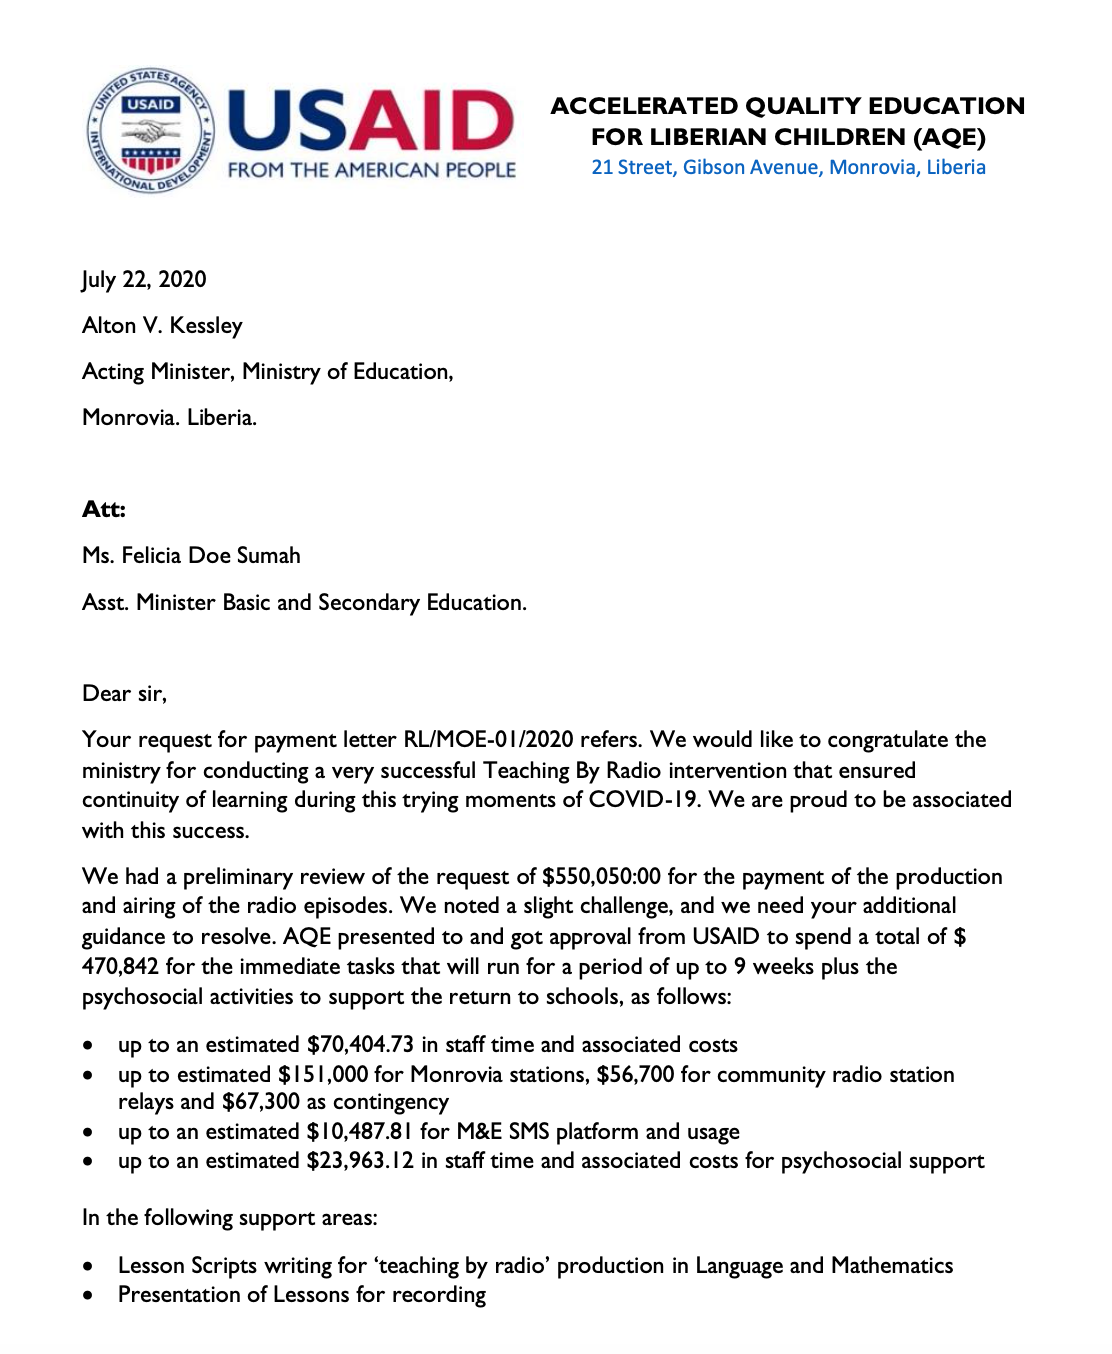 UNITED STATES AGENCY
USAID
INTERNATIONAL DEVELOPMENT
USAID
FROM THE AMERICAN PEOPLE
ACCELERATED QUALITY EDUCATION
FOR LIBERIAN CHILDREN (AQE)
21 Street, Gibson Avenue, Monrovia, Liberia
July 22, 2020
Alton V. Kessley
Acting Minister, Ministry of Education,
Monrovia. Liberia.
Att:
Ms. Felicia Doe Sumah
Asst. Minister Basic and Secondary Education.
Dear sir,
Your request for payment letter RL/MOE-01/2020 refers. We would like to congratulate the
ministry for conducting a very successful Teaching By Radio intervention that ensured
continuity of learning during this trying moments of COVID-19. We are proud to be associated
with this success.
We had a preliminary review of the request of $550,050:00 for the payment of the production
and airing of the radio episodes. We noted a slight challenge, and we need your additional
guidance to resolve. AQE presented to and got approval from USAID to spend a total of $
470,842 for the immediate tasks that will run for a period of up to 9 weeks plus the
psychosocial activities to support the return to schools, as follows:
• up to an estimated $70,404.73 in staff time and associated costs
• up to estimated $151,000 for Monrovia stations, $56,700 for community radio station
relays and $67,300 as contingency
• up to an estimated $10,487.81 for M&E SMS platform and usage
• up to an estimated $23,963.12 in staff time and associated costs for psychosocial support
In the following support areas:
• Lesson Scripts writing for ‘teaching by radio’ production in Language and Mathematics
• Presentation of Lessons for recording